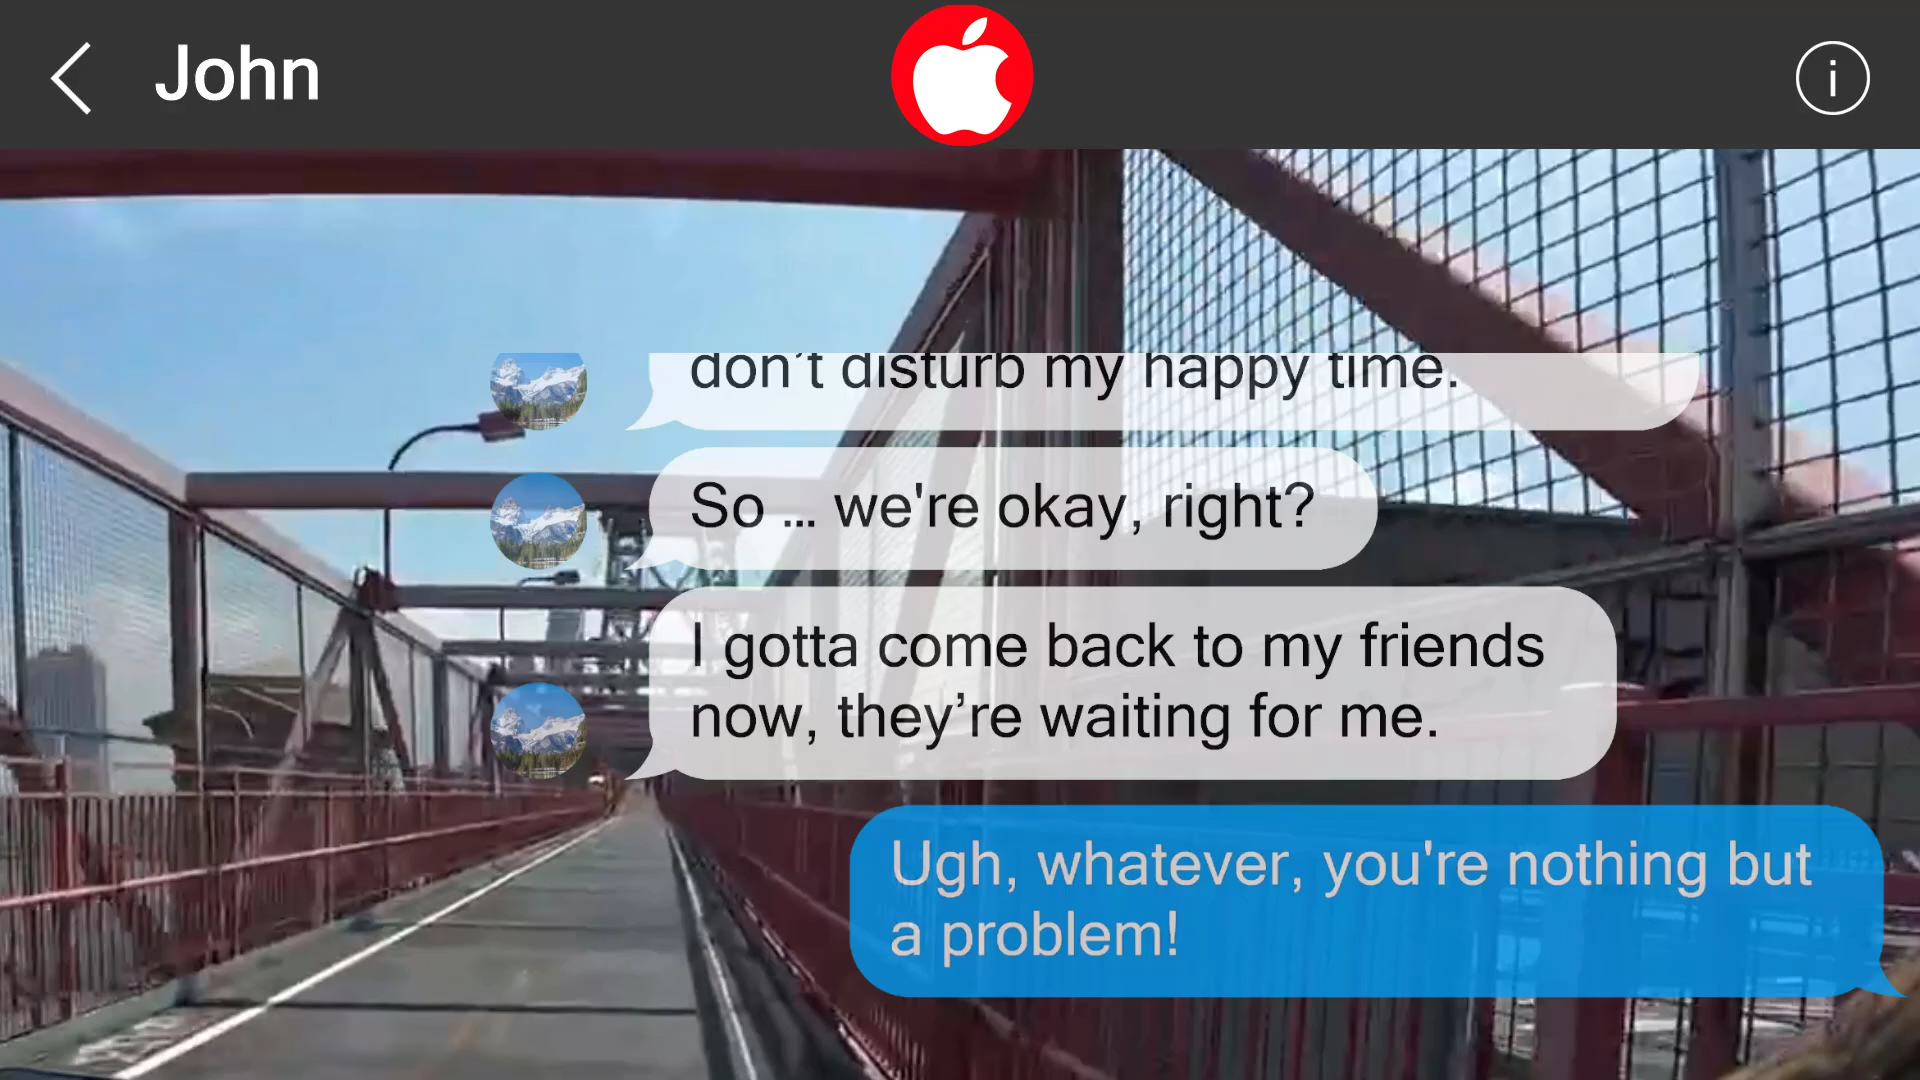 John
don't disturb my happy time.
So ... we're okay, right?
I gotta come back to my friends
now, they’re waiting for me.
Ugh, whatever, you're nothing but
a problem!